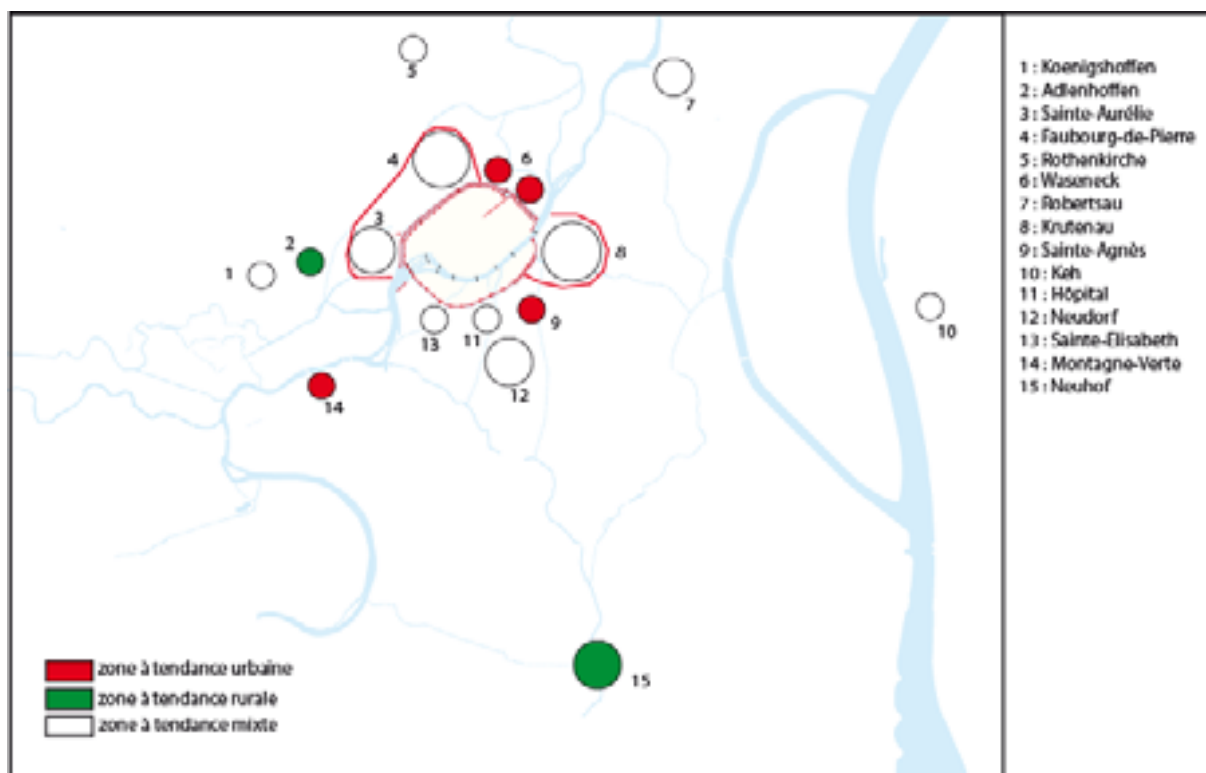 5
7
4
6
3
8
2
1
10
9
13
11
12
14
15
zone à tendance urbaine
zone à tendance rurale
zone à tendance mixte
1 : Koenigshoffen
2 : Adlenhoffen
3 : Sainte-Aurélie
4 : Faubourg-de-Pierre
5 : Rothenkirche
6 : Waseneck
7 : Robertsau
8 : Krutenau
9 : Sainte-Agnès
10 : Keh
11 : Hôpital
12 : Neudorf
13 : Sainte-Elisabeth
14 : Montagne-Verte
15 : Neuhof